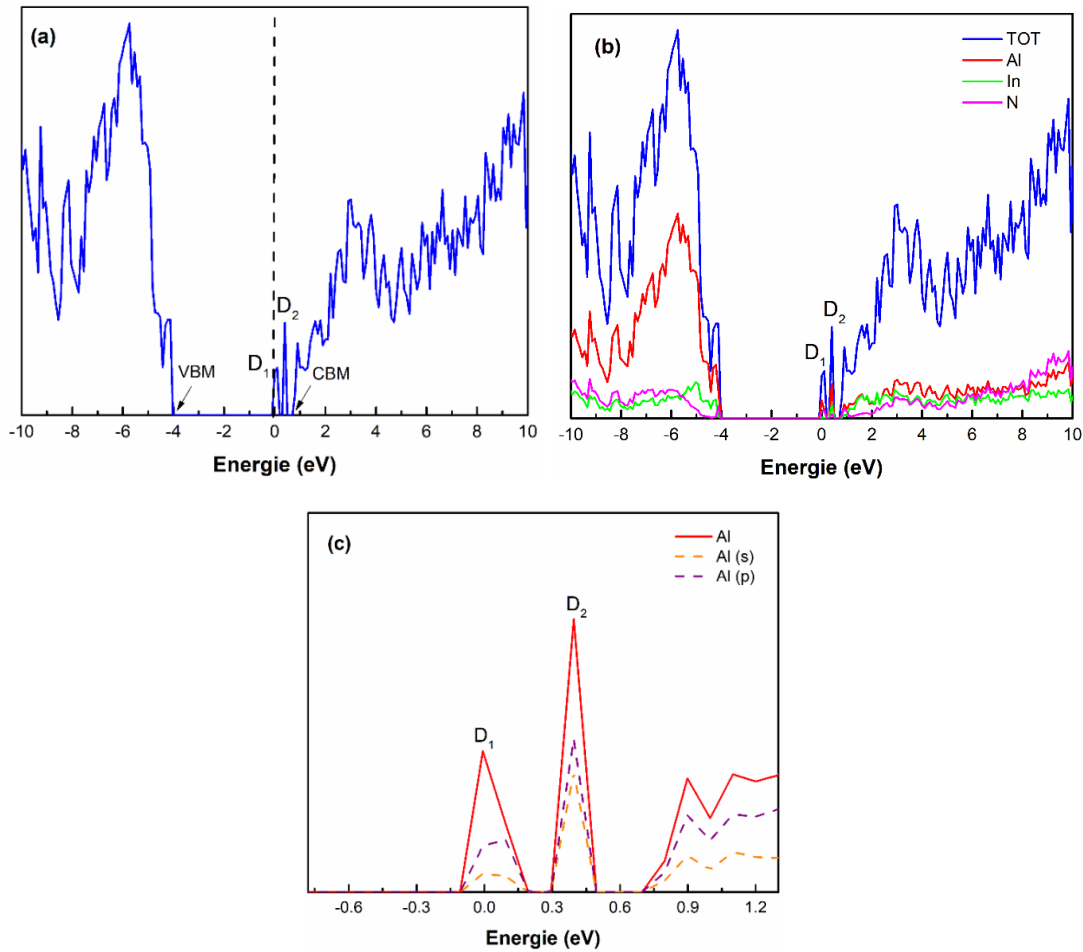 (a)
D1
D2
VBM
CBM
-10 -8 -6 -4 -2 0 2 4 6 8 10
Energie (eV)
(b)
TOT
Al
In
N
D1
D2
-10 -8 -6 -4 -2 0 2 4 6 8 10
Energie (eV)
(c)
Al
Al (s)
Al (p)
D1
D2
-0.6 -0.3 0.0 0.3 0.6 0.9 1.2
Energie (eV)